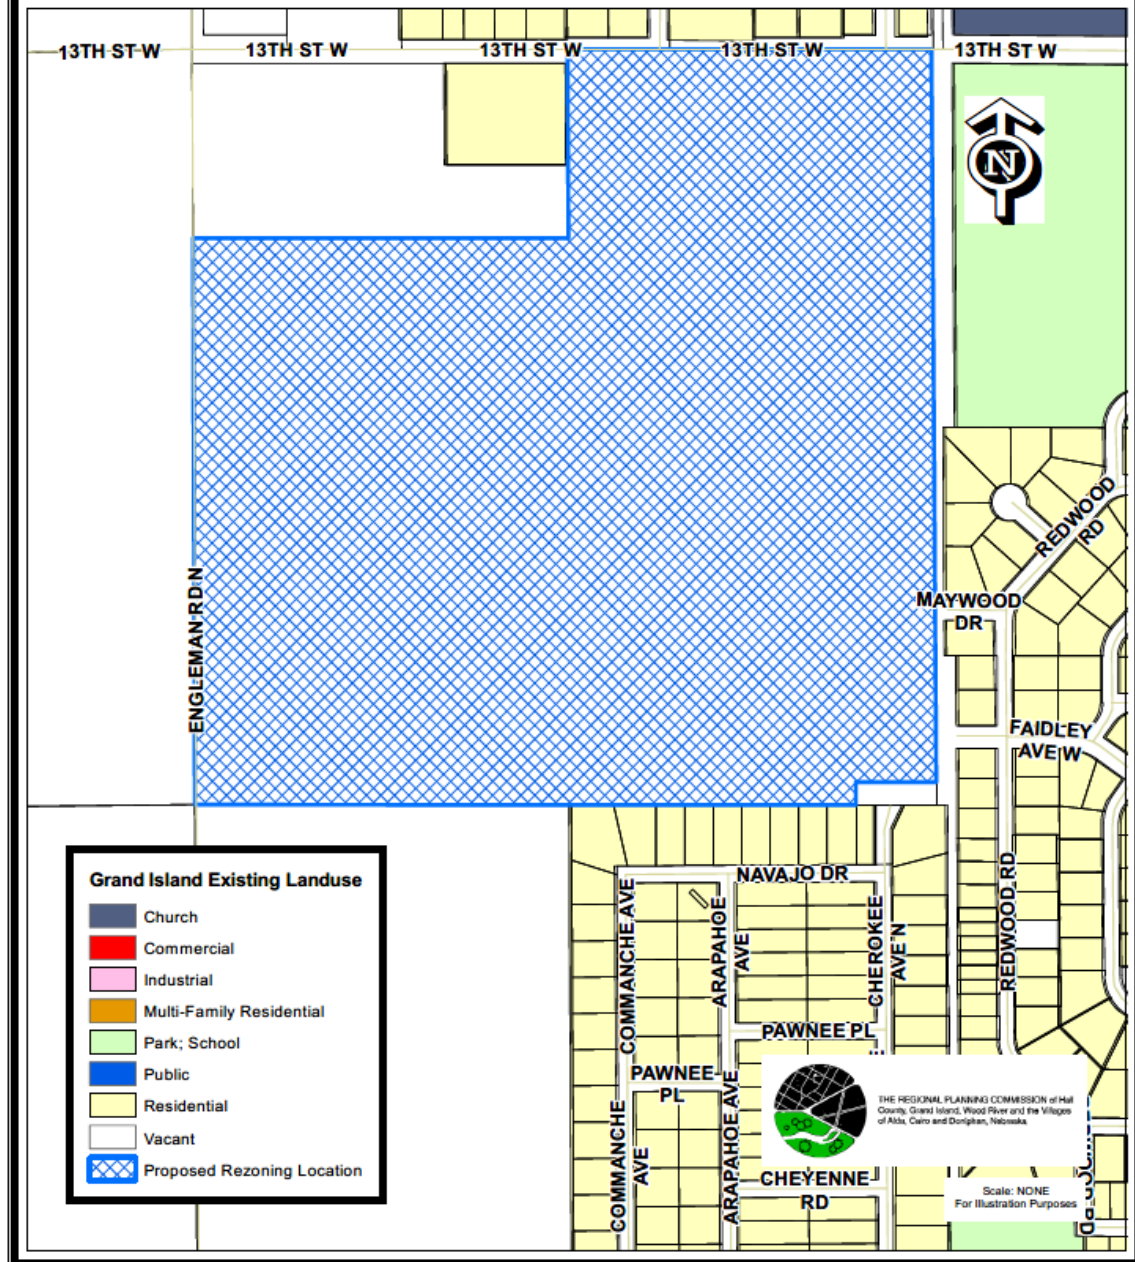 13TH ST W
13TH ST W
13TH ST W
13TH ST W
13TH ST W
N
REDWOOD
RD
MAYWOOD
DR
ENGLEMAN RD N
FAIDLEY
AVE W
NAVAJO DR
COMMANCHE AVE
ARAPAHOE
AVE
CHEROKEE
AVE N
REDWOOD RD
PAWNEE PL
PAWNEE
PL
COMMANCHE
AVE
ARAPAHOE AVE
CHEYENNE
RD
Grand Island Existing Landuse
Church
Commercial
Industrial
Multi-Family Residential
Park; School
Public
Residential
Vacant
Proposed Rezoning Location
THE REGIONAL PLANNING COMMISSION of Hall
County, Grand Island, Wood River and the Villages
of Alda, Cairo and Doniphan, Nebraska
Scale: NONE
For Illustration Purposes